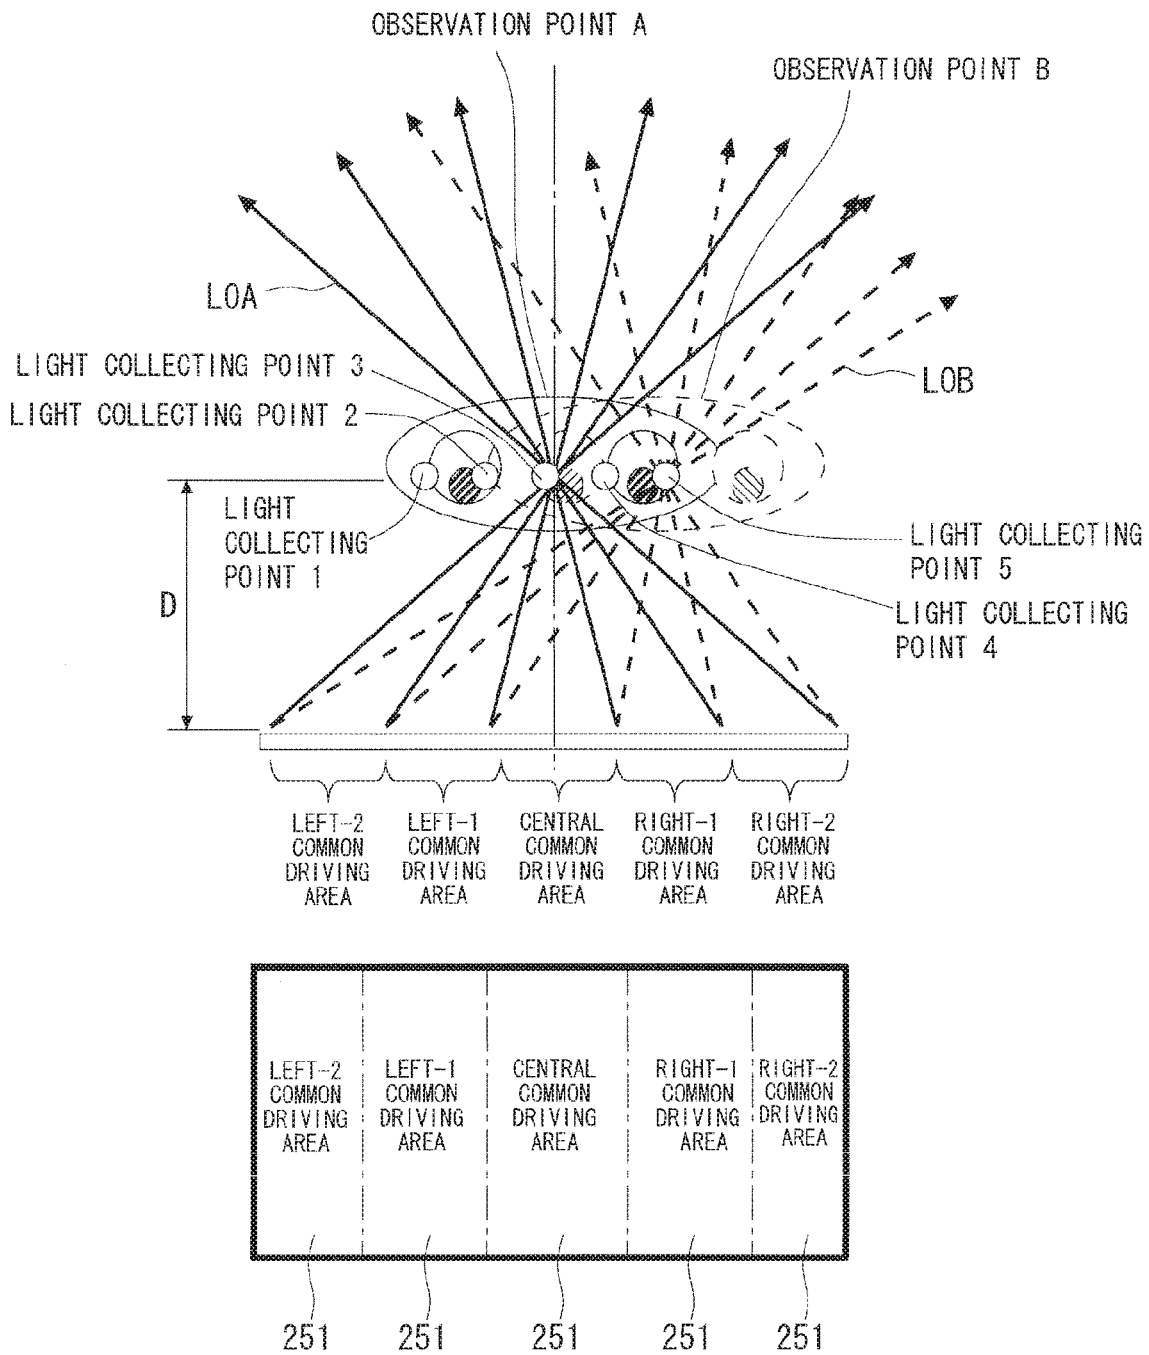 OBSERVATION POINT A
OBSERVATION POINT B
LOA
LIGHT COLLECTING POINT 3
LOB
LIGHT COLLECTING POINT 2
LIGHT
COLLECTING
POINT 1
LIGHT COLLECTING
POINT 5
D
LIGHT COLLECTING
POINT 4
LEFT-2
COMMON
DRIVING
AREA
LEFT-1
COMMON
DRIVING
AREA
CENTRAL
COMMON
DRIVING
AREA
RIGHT-1
COMMON
DRIVING
AREA
RIGHT-2
COMMON
DRIVING
AREA
LEFT-2
COMMON
DRIVING
AREA
LEFT-1
COMMON
DRIVING
AREA
CENTRAL
COMMON
DRIVING
AREA
RIGHT-1
COMMON
DRIVING
AREA
RIGHT-2
COMMON
DRIVING
AREA
251
251
251
251
251